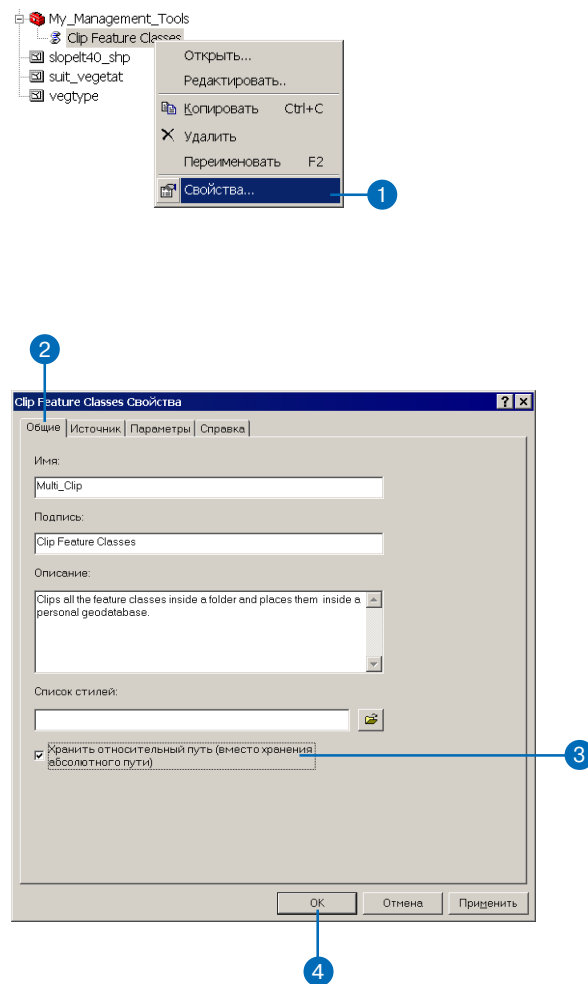 My_Management_Tools
Clip Feature Classes
slopelt40_shp
suit_vegetat
vegtype
Открыть...
Редактировать..
Копировать Ctrl+C
Удалить
Переименовать F2
Свойства...
1
2
Clip Feature Classes Свойства
Общие Источник Параметры Справка
Имя:
Multi_Clip
Подпись:
Clip Feature Classes
Описание:
Clips all the feature classes inside a folder and places them inside a
personal geodatabase.
Список стилей:
Хранить относительный путь (вместо хранения
абсолютного пути)
3
OK Отмена Применить
4